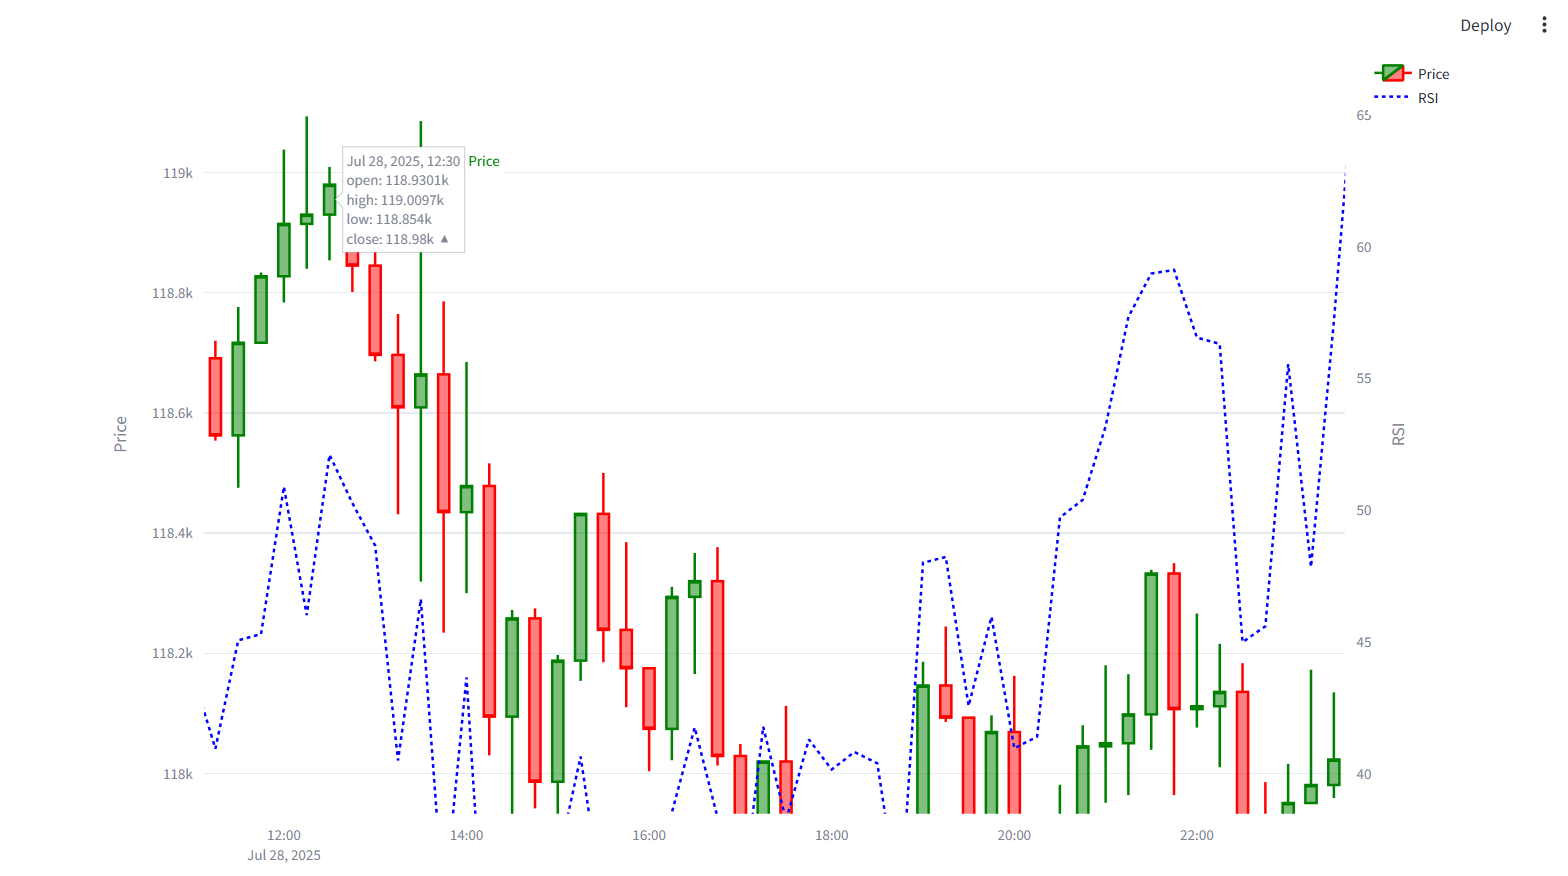 Deploy
Price
RSI
65
Jul 28, 2025, 12:30 Price
open: 118.9301k
high: 119.0097k
low: 118.854k
close: 118.98k ▲
119k
118.8k
118.6k
118.4k
118.2k
118k
Price
60
55
50
45
40
RSI
12:00 14:00 16:00 18:00 20:00 22:00
Jul 28, 2025